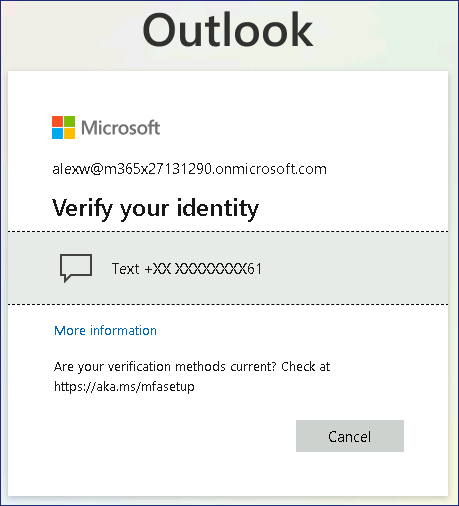 Outlook
Microsoft
alexw@m365x27131290.onmicrosoft.com
Verify your identity
Text +XX XXXXXXXXX61
More information
Are your verification methods current? Check at
https://aka.ms/mfasetup
Cancel